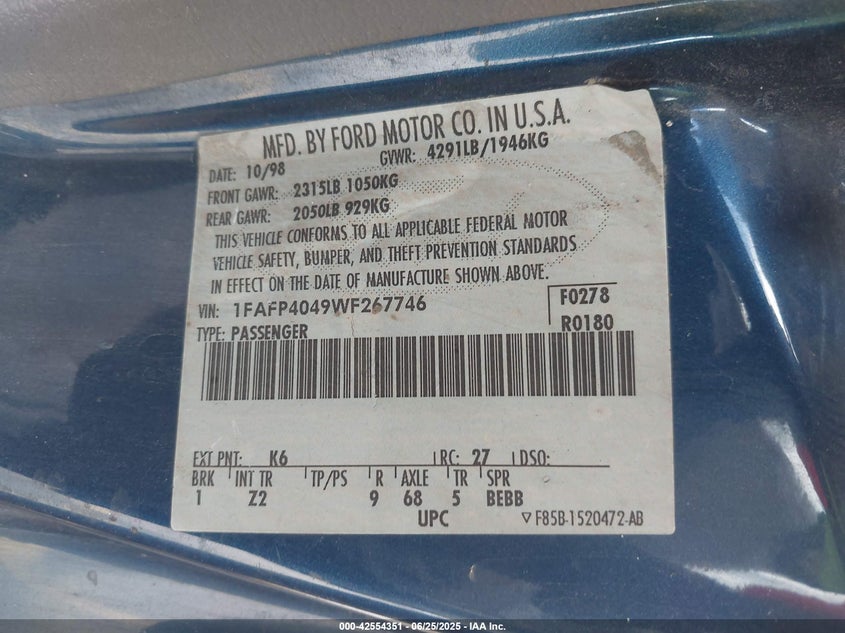 MFD. BY FORD MOTOR CO. IN U.S.A.
DATE: 10/98 GVWR: 4291LB/1946KG
FRONT GAWR: 2315LB 1050KG
REAR GAWR: 2050LB 929KG
THIS VEHICLE CONFORMS TO ALL APPLICABLE FEDERAL MOTOR
VEHICLE SAFETY, BUMPER, AND THEFT PREVENTION STANDARDS
IN EFFECT ON THE DATE OF MANUFACTURE SHOWN ABOVE.
VIN: 1FAFP4049WF267746 F0278
TYPE: PASSENGER R0180
EXT PNT: K6 RC: 27 DSO:
BRK INT TR TP/PS R AXLE TR SPR
1 Z2 9 68 5 BEBB
UPC ▽ F85B-1520472-AB
000-42554351 - 06/25/2025 - IAA Inc.